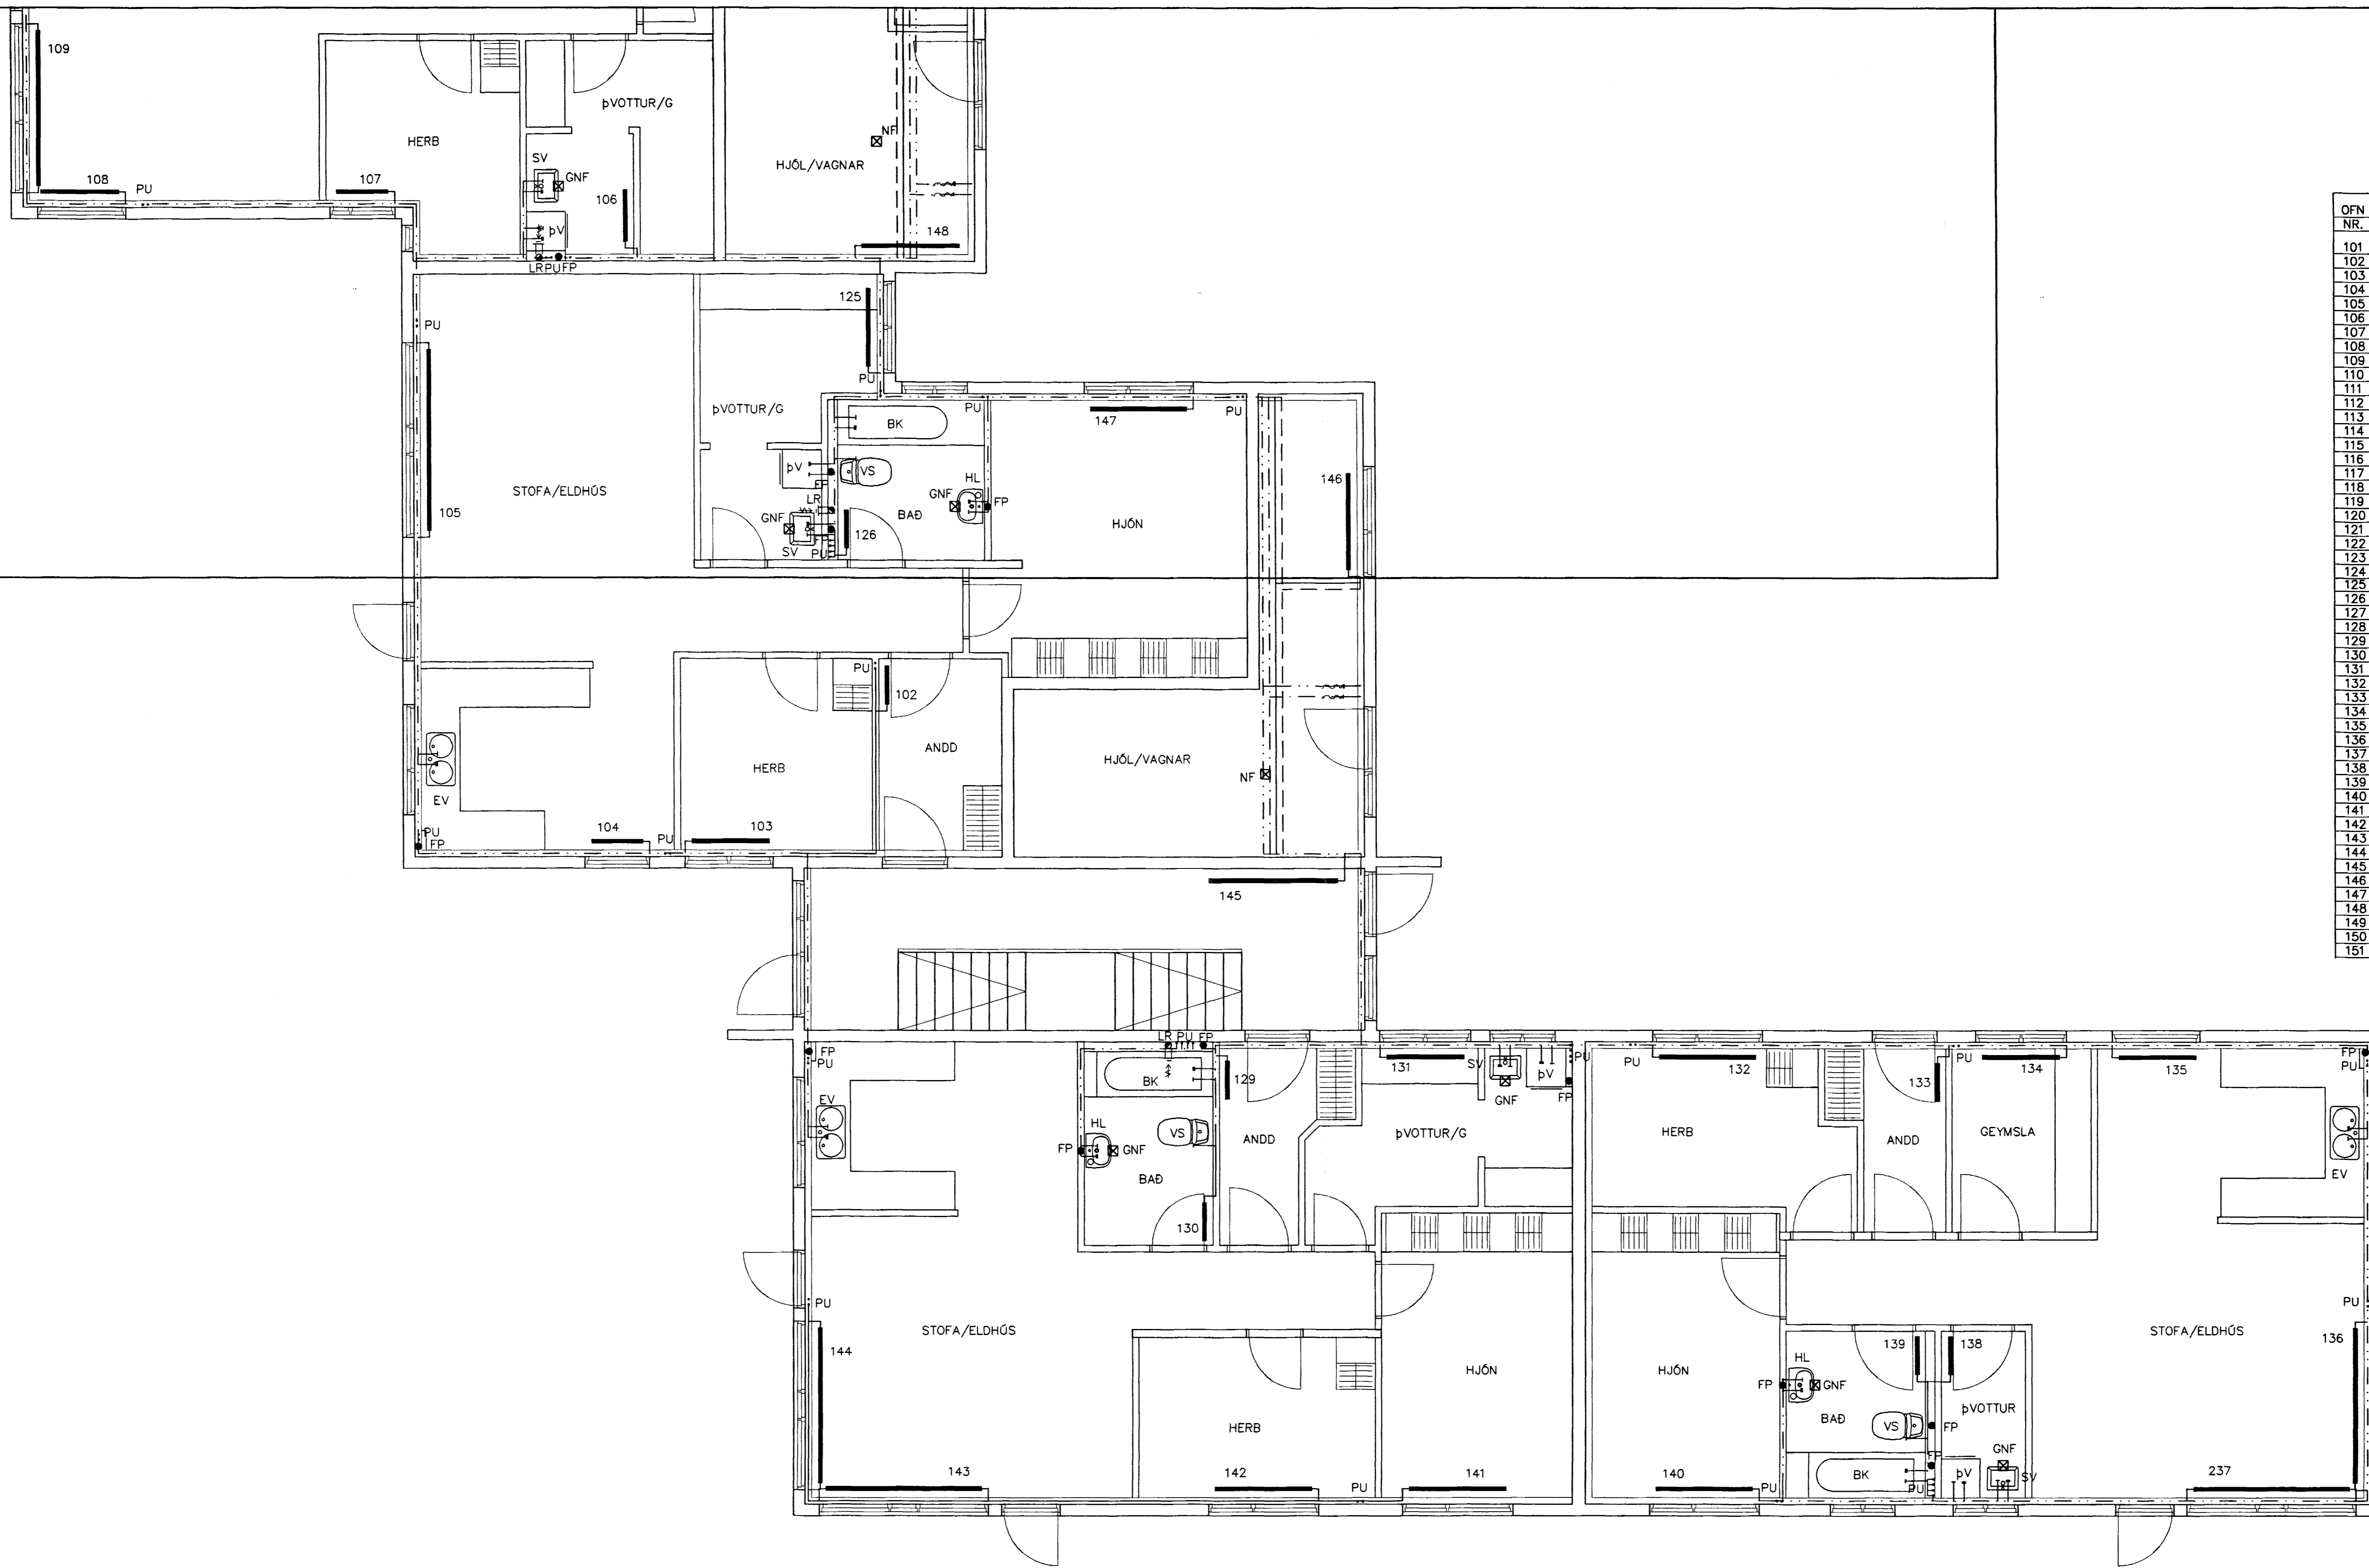 109
ÞVOTTUR/G
HERB
NF
SV
HJÓL/VAGNAR
GNF
108
PU
107
106
ÞV
148
LR PU FP
125
PU
PU
ÞVOTTUR/G
BK
PU
147
PU
ÞV
VS
FP
HL
146
STOFA/ELDHÚS
LR
GNF
FP
105
GNF
BAÐ
HJÓN
126
FP
SV
PU
PU
102
ANDD
HERB
HJÓL/VAGNAR
NF
EV
PU
FP
104
PU
103
145
FP
PU
LR PU FP
131
SV
PU
PU
132
PU
134
135
FP
PU
BK
129
ÞV
133
EV
GNF
FP
HL
VS
ANDD
ÞVOTTUR/G
HERB
ANDD
GEYMSLA
FP
GNF
BAÐ
EV
130
PU
PU
STOFA/ELDHÚS
STOFA/ELDHÚS
144
139
138
136
HL
HJÓN
HJÓN
FP
GNF
ÞVOTTUR
BAÐ
VS
FP
HERB
GNF
FP
143
142
141
140
BK
ÞV
SV
237
PU
PU
PU
OFN
NR.
101
102
103
104
105
106
107
108
109
110
111
112
113
114
115
116
117
118
119
120
121
122
123
124
125
126
127
128
129
130
131
132
133
134
135
136
137
138
139
140
141
142
143
144
145
146
147
148
149
150
151